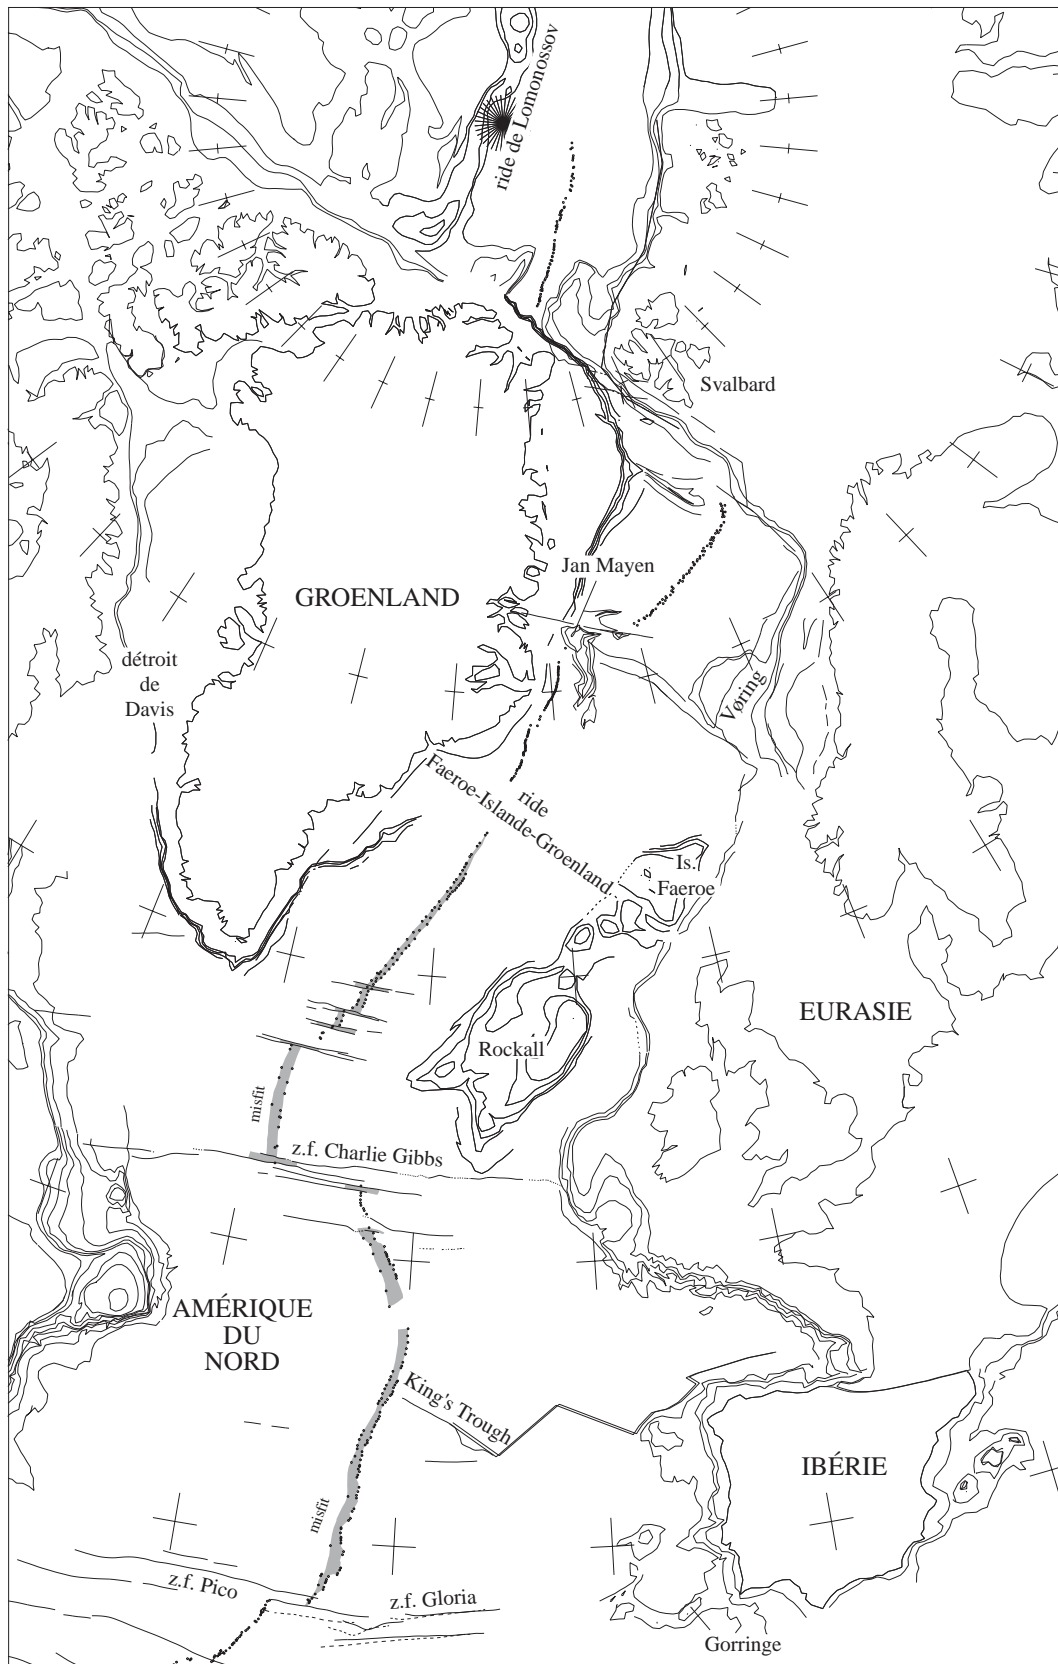 ride de Lomonossov
Svalbard
Jan Mayen
GROENLAND
détroit
de
Davis
Vøring
ride
Faeroe-Islande-Groenland
Is.
Faeroe
EURASIE
Rockall
misfit
z.f. Charlie Gibbs
AMÉRIQUE
DU
NORD
King's Trough
IBÉRIE
misfit
z.f. Pico
z.f. Gloria
Gorringe